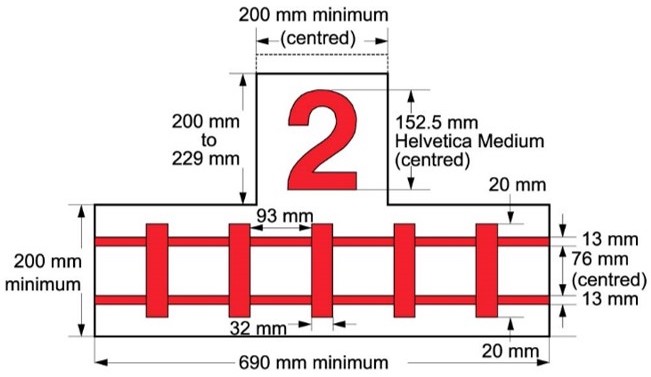 200 mm minimum
(centred)
2
200 mm
to
229 mm
152.5 mm
Helvetica Medium
(centred)
20 mm
93 mm
200 mm
minimum
13 mm
76 mm
(centred)
13 mm
32 mm
20 mm
690 mm minimum